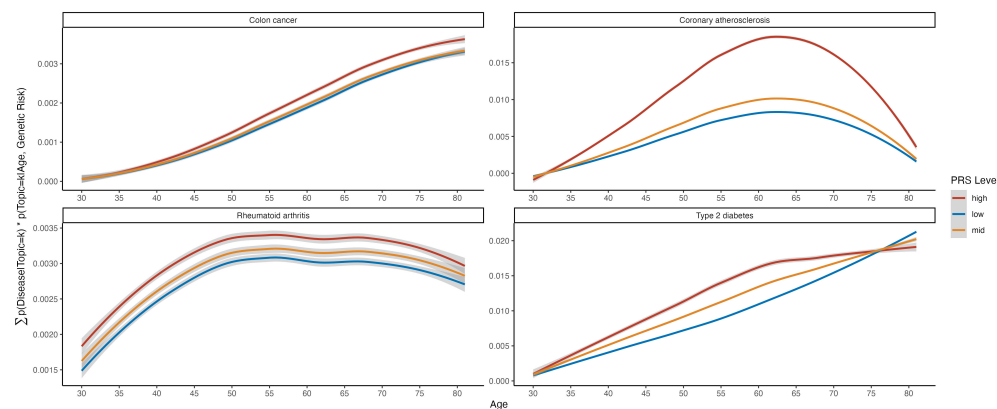 Colon cancer
Coronary atherosclerosis
0.003
0.002
0.001
0.000
0.015
0.010
0.005
0.000
30 35 40 45 50 55 60 65 70 75 80
30 35 40 45 50 55 60 65 70 75 80
Rheumatoid arthritis
Type 2 diabetes
0.0035
0.0030
0.0025
0.0020
0.0015
0.020
0.015
0.010
0.005
0.000
30 35 40 45 50 55 60 65 70 75 80
30 35 40 45 50 55 60 65 70 75 80
∑ p(Disease|Topic=k) * p(Topic=k|Age, Genetic Risk)
Age
PRS Leve
high
low
mid